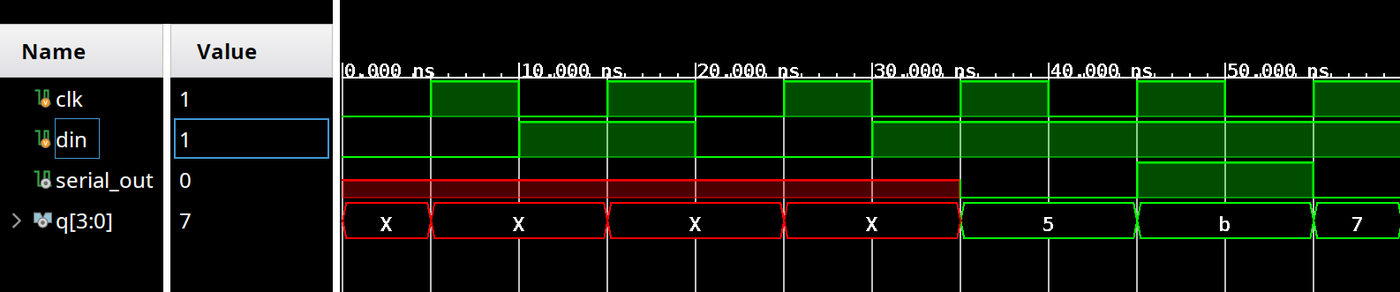 Name Value
0.000 ns 10.000 ns 20.000 ns 30.000 ns 40.000 ns 50.000 ns
clk 1
din 1
serial_out 0
q[3:0] 7 X X X X 5 b 7